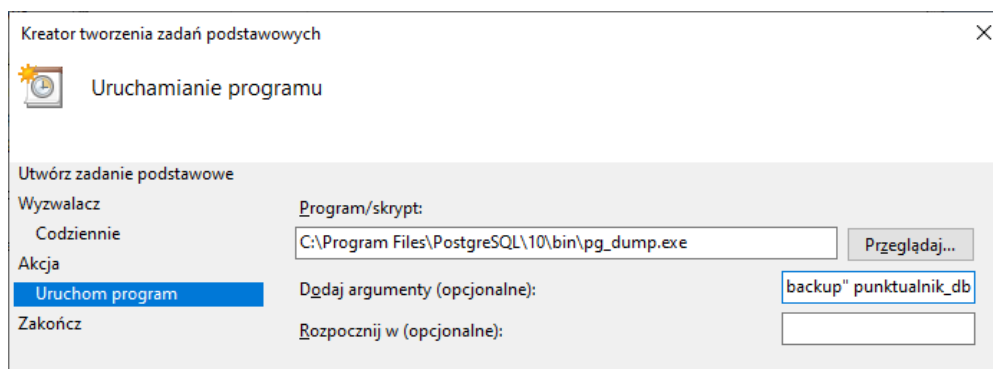 Kreator tworzenia zadań podstawowych
Uruchamianie programu
Utwórz zadanie podstawowe
Wyzwalacz
Codziennie
Akcja
Uruchom program
Zakończ
Program/skrypt:
C:\Program Files\PostgreSQL\10\bin\pg_dump.exe
Przeglądaj...
Dodaj argumenty (opcjonalne):
backup" punktualnik_db
Rozpocznij w (opcjonalne):